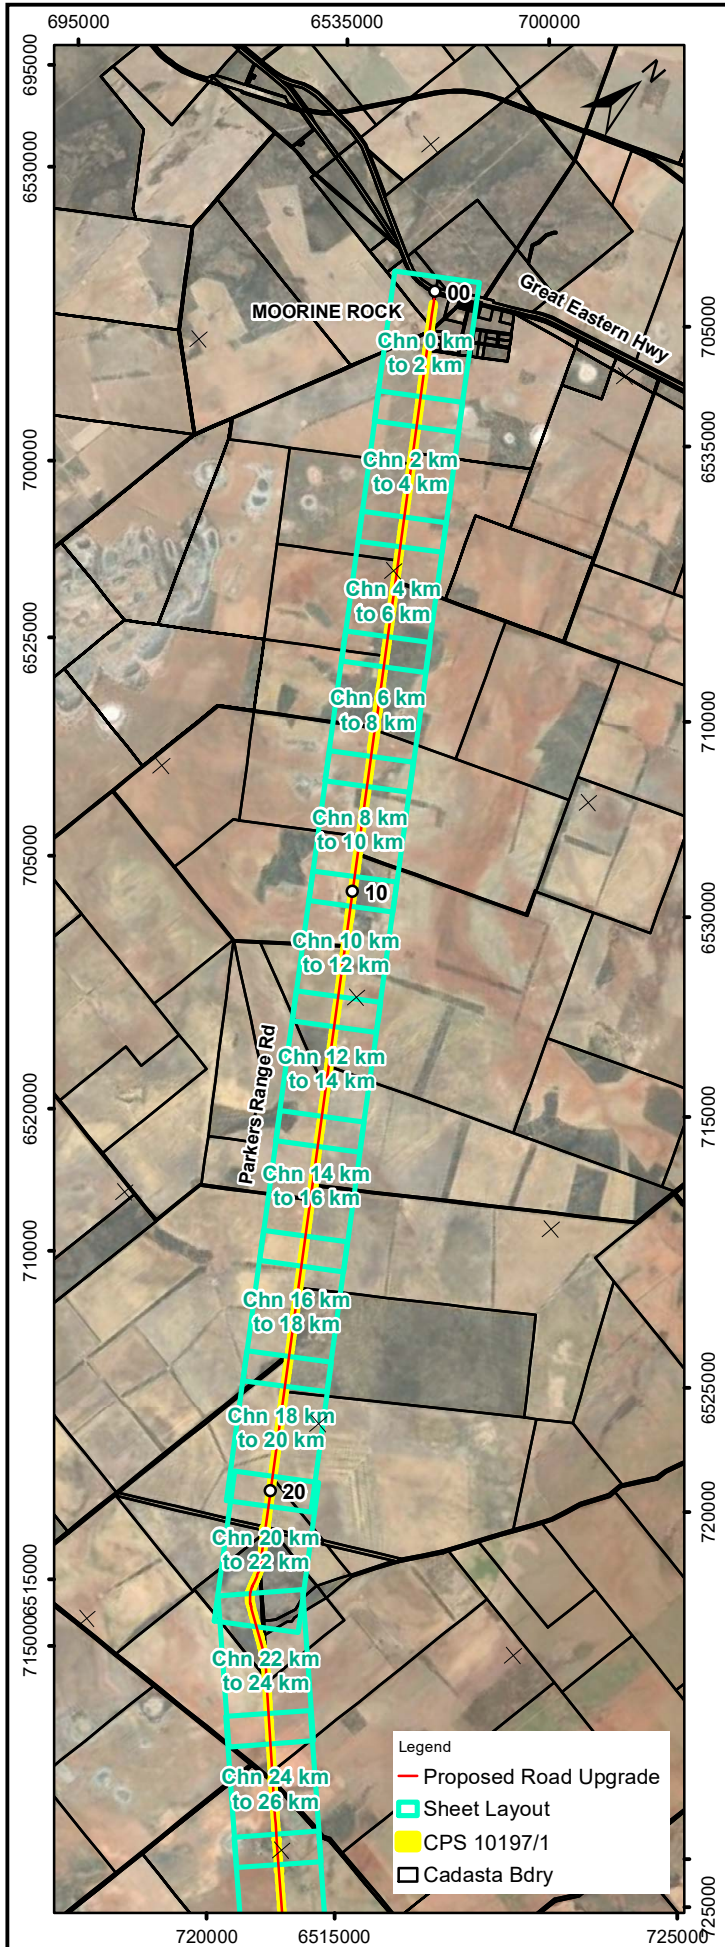 695000
6535000
700000
695000
6530000
700000
6525000
705000
6520000
710000
6515000
715000
N
00
MOORINE ROCK
Great Eastern Hwy
Chn 0 km
to 2 km
Chn 2 km
to 4 km
Chn 4 km
to 6 km
Chn 6 km
to 8 km
Chn 8 km
to 10 km
10
Chn 10 km
to 12 km
Chn 12 km
to 14 km
Parkers Range Rd
Chn 14 km
to 16 km
Chn 16 km
to 18 km
Chn 18 km
to 20 km
20
Chn 20 km
to 22 km
Chn 22 km
to 24 km
Chn 24 km
to 26 km
705000
6535000
710000
6530000
715000
6525000
720000
725000
Legend
Proposed Road Upgrade
Sheet Layout
CPS 10197/1
Cadasta Bdry
720000
6515000
725000